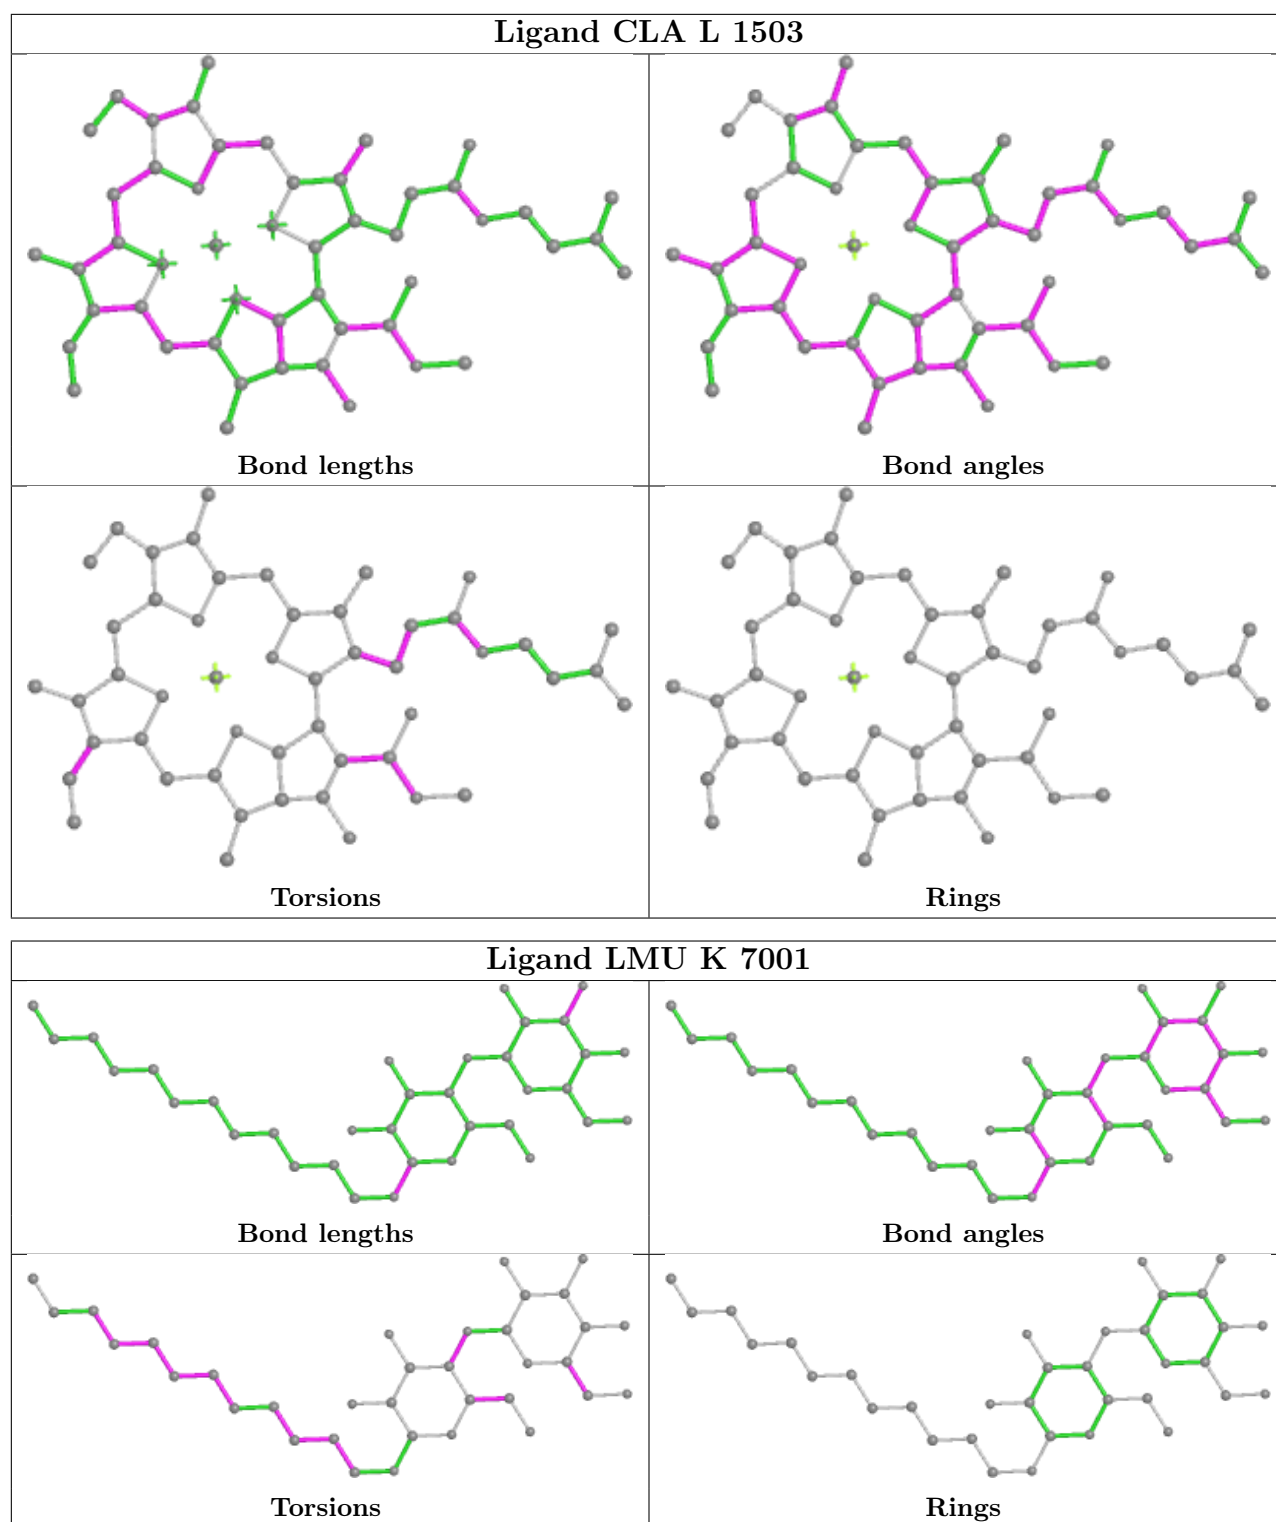 Ligand CLA L 1503
Bond lengths
Bond angles
Torsions
Rings
Ligand LMU K 7001
Bond lengths
Bond angles
Torsions
Rings